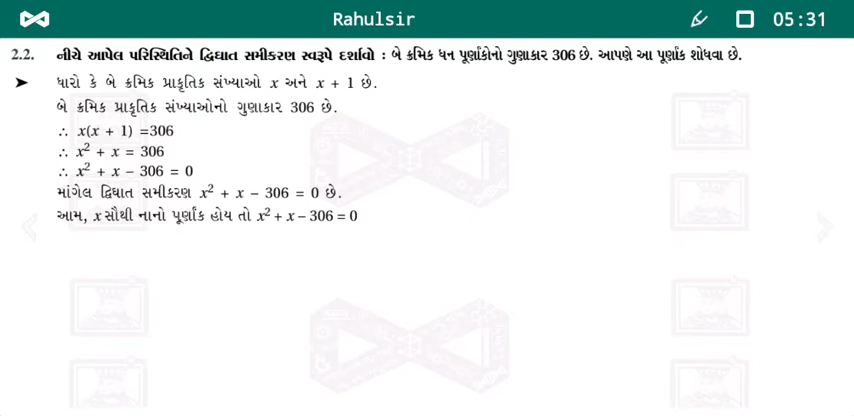 Rahulsir 05:31
2.2. નીચે આપેલ પરિસ્થિતિને દ્વિઘાત સમીકરણ સ્વરૂપે દર્શાવો : બે ક્રમિક ધન પૂર્ણાંકોનો ગુણાકાર 306 છે. આપણે આ પૂર્ણાંક શોધવા છે.
➤ ધારો કે બે ક્રમિક પ્રાકૃતિક સંખ્યાઓ x અને x + 1 છે.
બે ક્રમિક પ્રાકૃતિક સંખ્યાઓનો ગુણાકાર 306 છે.
∴ x(x + 1) =306
∴ x² + x = 306
∴ x² + x − 306 = 0
માંગેલ દ્વિઘાત સમીકરણ x² + x − 306 = 0 છે.
આમ, x સૌથી નાનો પૂર્ણાંક હોય તો x² + x – 306 = 0